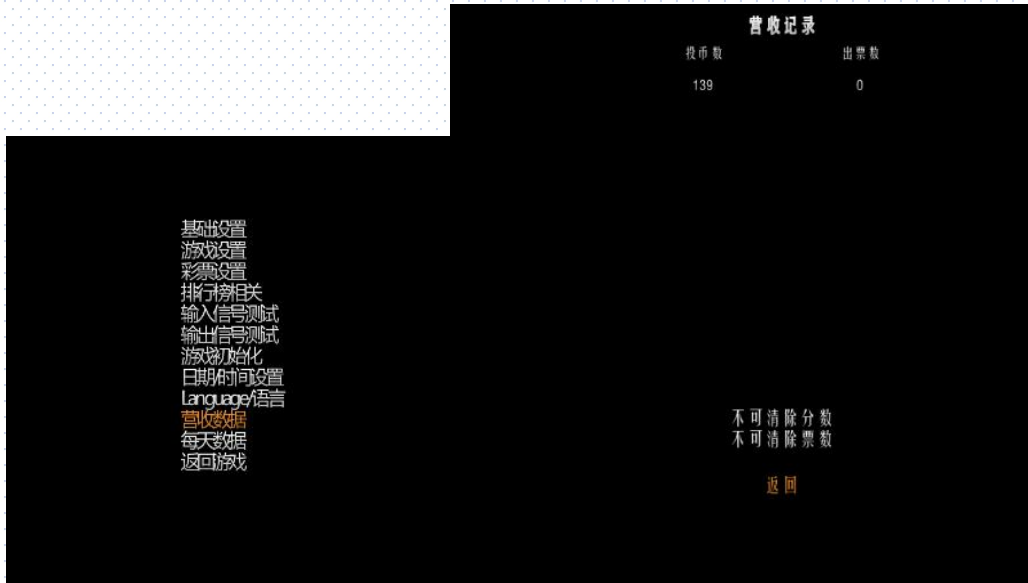 营收记录
投币数 出票数
139 0
基础设置
游戏设置
彩票设置
排行榜相关
输入信号测试
输出信号测试
游戏初始化
日期/时间设置
Language/语言
营收数据
每天数据
返回游戏
不可清除分数
不可清除票数
返回